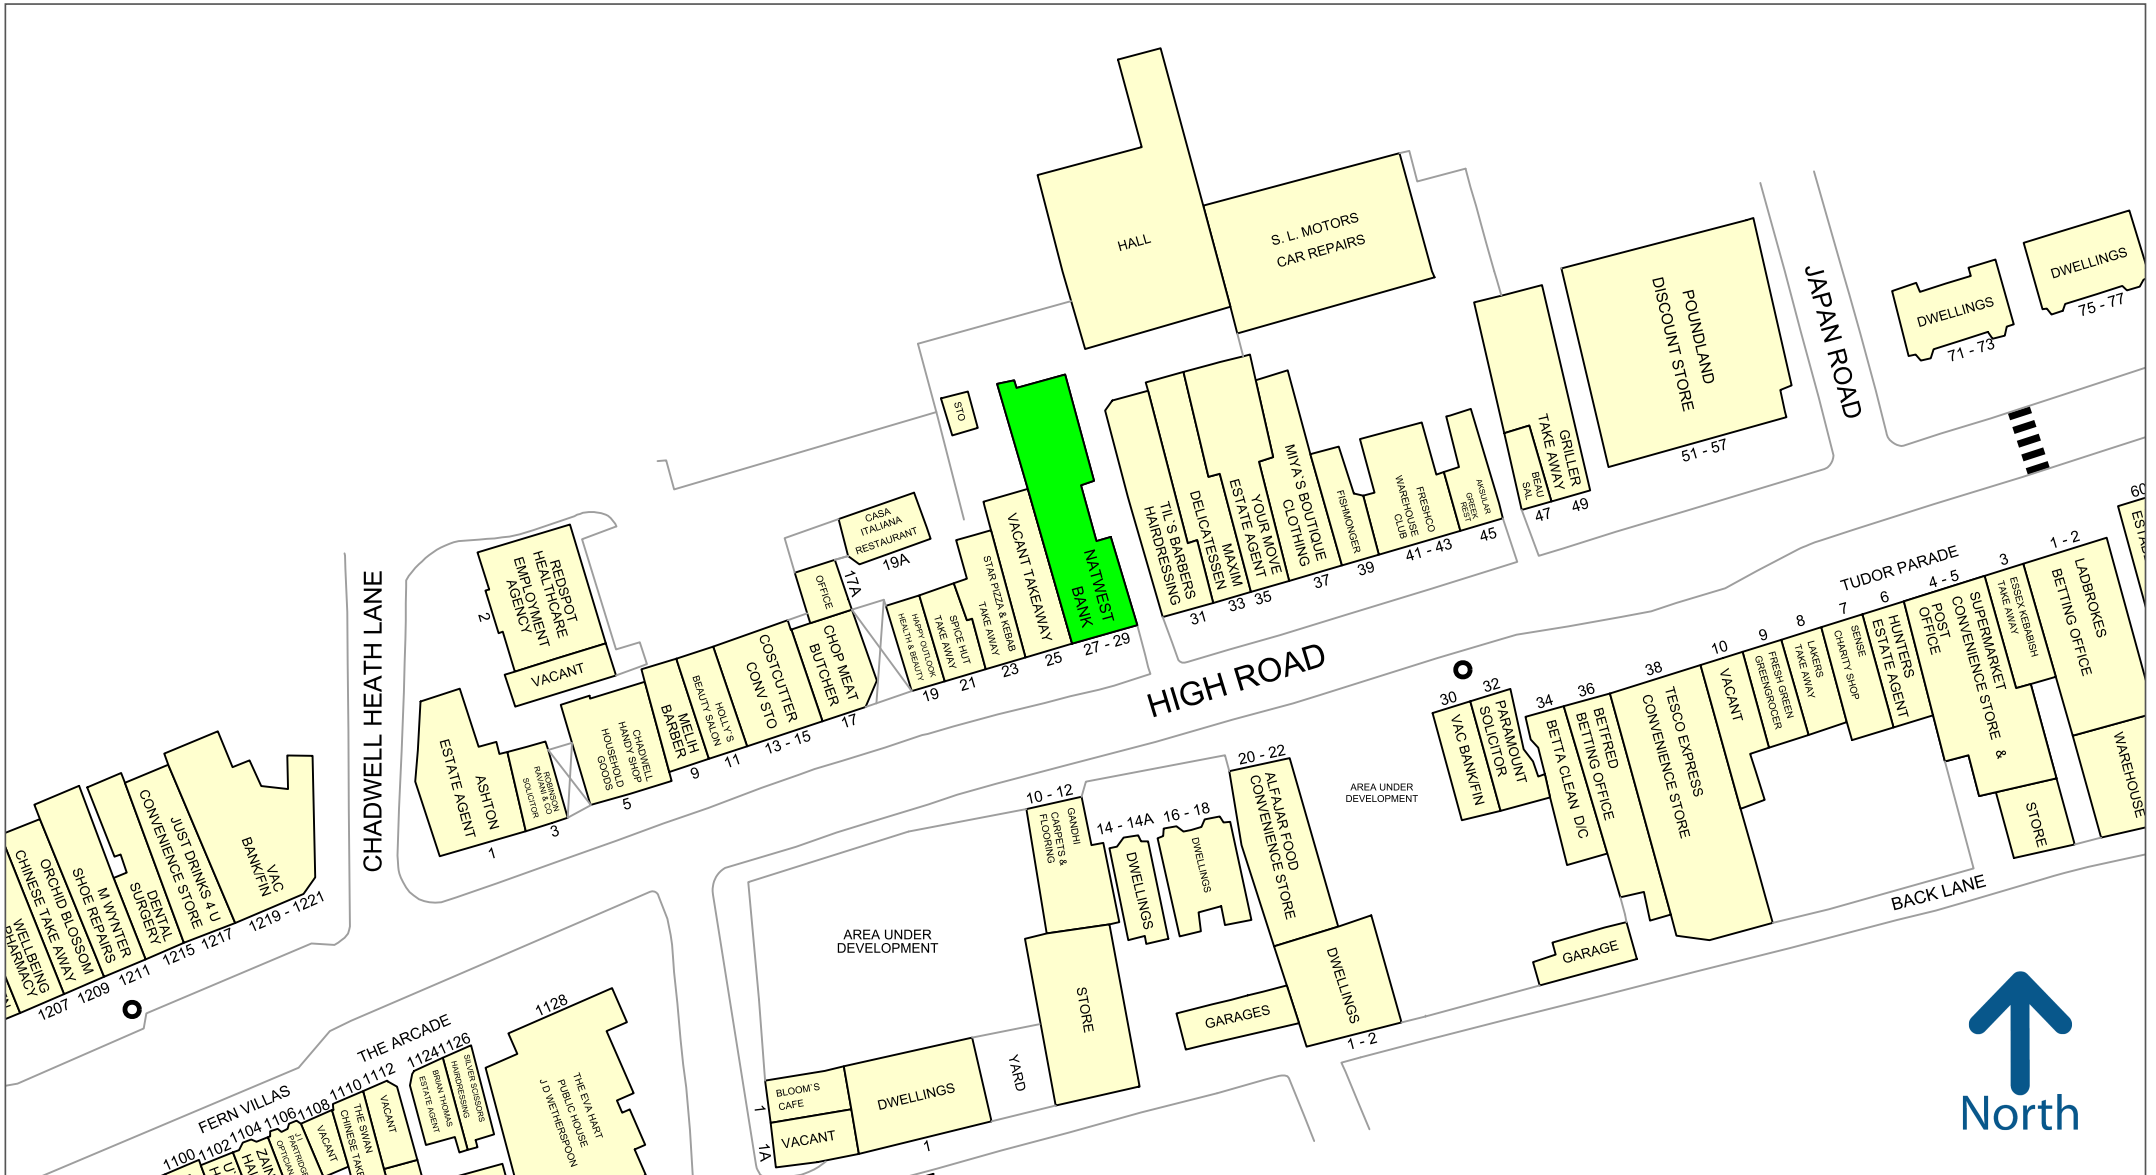 HALL
S. L. MOTORS
CAR REPAIRS
POUNDLAND
DISCOUNT STORE
51 - 57
JAPAN ROAD
DWELLINGS
71 - 73
DWELLINGS
75 - 77
STO
NATWEST
BANK
27 - 29
VACANT TAKEAWAY
25
STAR PIZZA & KEBAB
TAKE AWAY
23
SPICE HUT
TAKE AWAY
21
HAPPY OUTLOOK
HEALTH & BEAUTY
19
CASA
ITALIANA
RESTAURANT
19A
OFFICE
17A
CHOP MEAT
BUTCHER
17
COSTCUTTER
CONV STO
13 - 15
HOLLY'S
BEAUTY SALON
11
MELIH
BARBER
9
CHADWELL
HANDY SHOP
HOUSEHOLD
GOODS
5
ROBINSON
RAVANI & CO
SOLICITOR
3
ASHTON
ESTATE AGENT
1
REDSPOT
HEALTHCARE
EMPLOYMENT
AGENCY
2
VACANT
CHADWELL HEATH LANE
TIL`S BARBERS
HAIRDRESSING
31
MAXIM
DELICATESSEN
33
YOUR MOVE
ESTATE AGENT
35
MIYA`S BOUTIQUE
CLOTHING
37
FISHMONGER
39
FRESHCO
WAREHOUSE
CLUB
41 - 43
AKSULAR
GREEK
REST
45
BEAU
SAL
47
GRILLER
TAKE AWAY
49
HIGH ROAD
VAC
BANK/FIN
1219 - 1221
JUST DRINKS 4 U
CONVENIENCE STORE
1217
DENTAL
SURGERY
1215
M WYNTER
SHOE REPAIRS
1211
ORCHID BLOSSOM
CHINESE TAKE AWAY
1209
WELLBEING
PHARMACY
1207
THE ARCADE
FERN VILLAS
1100
1102
1104
1106
1108
1110
1112
1124
1126
1128
J I
PARTRIDGE
OPTICIAN
VACANT
THE SWAN
CHINESE TAKE
VACANT
BRIAN THOMAS
ESTATE AGENT
SILVER SCISSORS
HAIRDRESSING
THE EVA HART
PUBLIC HOUSE
J D WETHERSPOON
AREA UNDER
DEVELOPMENT
BLOOM`S
CAFE
1
VACANT
1A
DWELLINGS
1
YARD
STORE
10 - 12
GANDHI
CARPETS &
FLOORING
14 - 14A
DWELLINGS
16 - 18
DWELLINGS
20 - 22
ALFAJAR FOOD
CONVENIENCE STORE
DWELLINGS
1 - 2
GARAGES
AREA UNDER
DEVELOPMENT
30
VAC BANK/FIN
32
PARAMOUNT
SOLICITOR
34
BETTA CLEAN D/C
36
BETFRED
BETTING OFFICE
38
TESCO EXPRESS
CONVENIENCE STORE
GARAGE
TUDOR PARADE
10
VACANT
9
FRESH GREEN
GREENGROCER
8
LAKERS
TAKE AWAY
7
SENSE
CHARITY SHOP
6
HUNTERS
ESTATE AGENT
4 - 5
SUPERMARKET
CONVENIENCE STORE &
POST
OFFICE
3
ESSEX KEBABISH
TAKE AWAY
1 - 2
LADBROKES
BETTING OFFICE
60
WAREHOUSE
STORE
BACK LANE
North